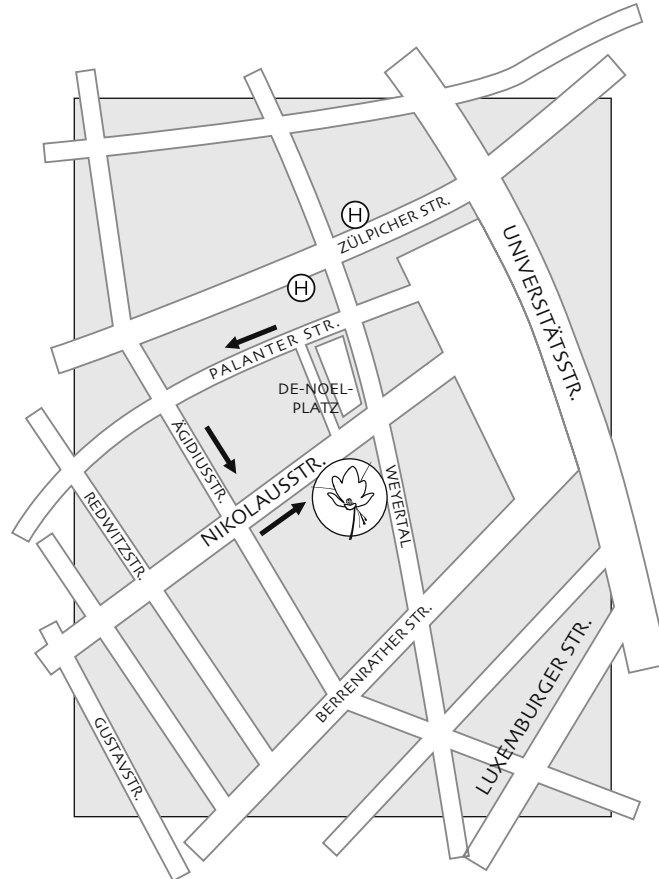 H
ZÜLPICHER STR.
UNIVERSITÄTSSTR.
H
PALANTER STR.
DE-NOEL-
PLATZ
ÄGIDIUSSTR.
NIKOLAUSSTR.
WEYERTAL
REDWITZSTR.
BERRENRATHER STR.
LUXEMBURGER STR.
GUSTAVSTR.